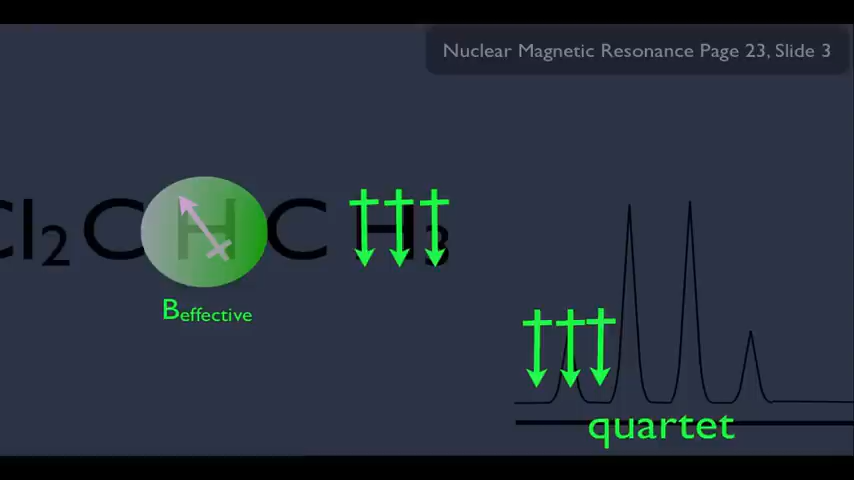 Nuclear Magnetic Resonance Page 23, Slide 3
Cl₂CHCH₃
Beffective
quartet